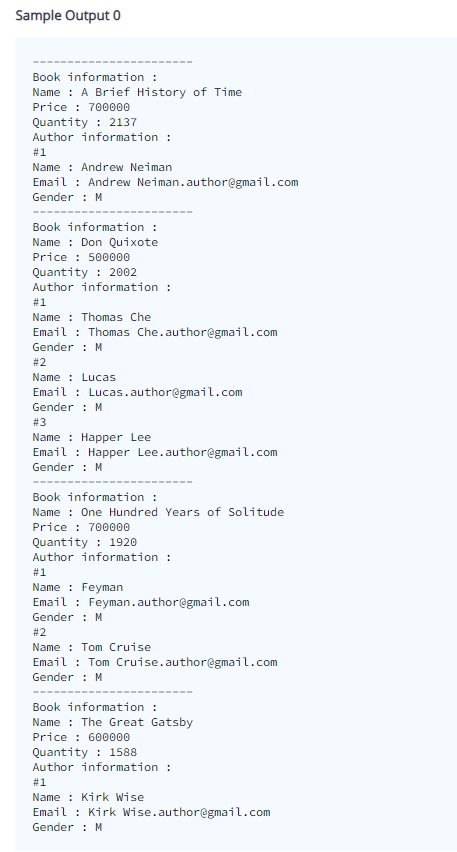 Sample Output 0
-----------------------
Book information :
Name : A Brief History of Time
Price : 700000
Quantity : 2137
Author information :
#1
Name : Andrew Neiman
Email : Andrew Neiman.author@gmail.com
Gender : M
-----------------------
Book information :
Name : Don Quixote
Price : 500000
Quantity : 2002
Author information :
#1
Name : Thomas Che
Email : Thomas Che.author@gmail.com
Gender : M
#2
Name : Lucas
Email : Lucas.author@gmail.com
Gender : M
#3
Name : Happer Lee
Email : Happer Lee.author@gmail.com
Gender : M
-----------------------
Book information :
Name : One Hundred Years of Solitude
Price : 700000
Quantity : 1920
Author information :
#1
Name : Feyman
Email : Feyman.author@gmail.com
Gender : M
#2
Name : Tom Cruise
Email : Tom Cruise.author@gmail.com
Gender : M
-----------------------
Book information :
Name : The Great Gatsby
Price : 600000
Quantity : 1588
Author information :
#1
Name : Kirk Wise
Email : Kirk Wise.author@gmail.com
Gender : M